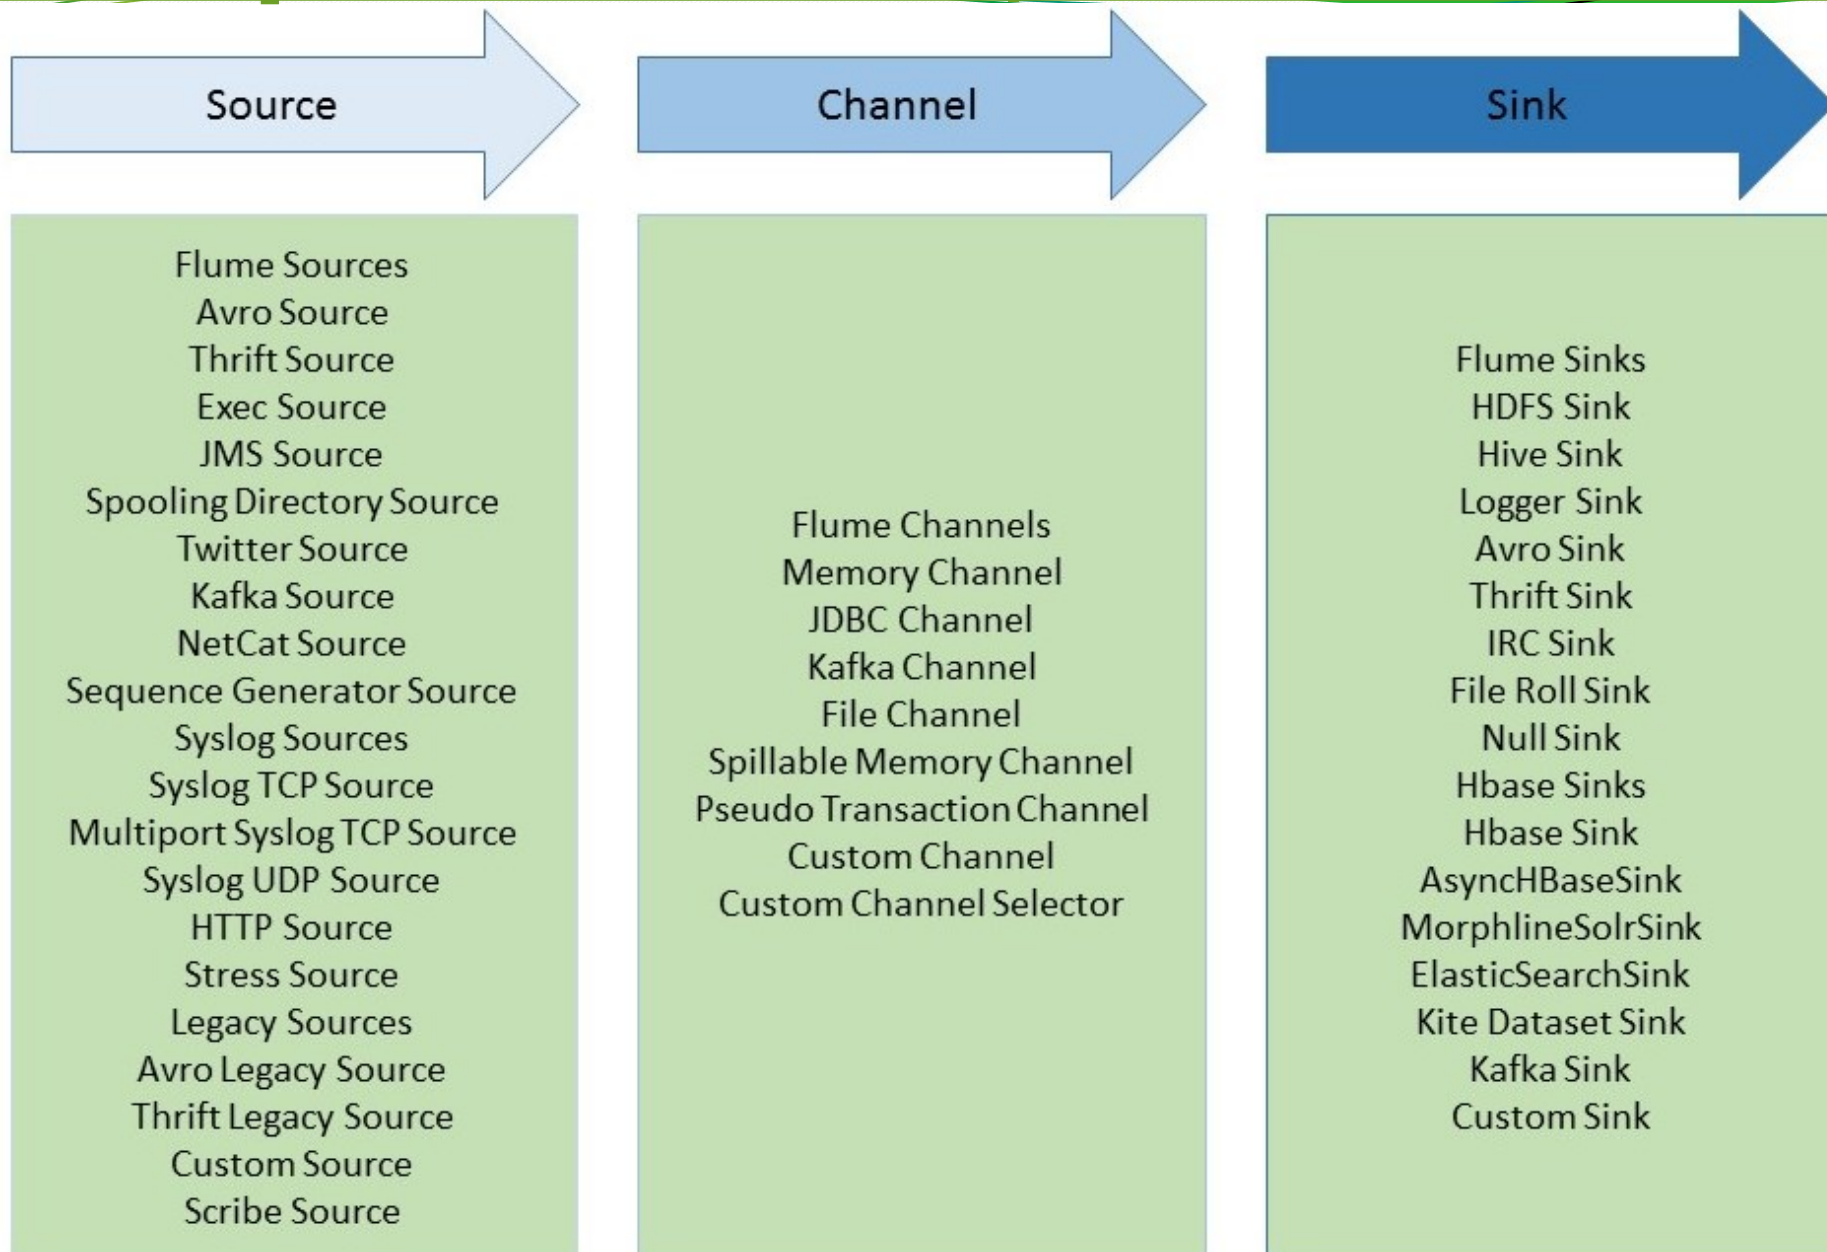 Source
Flume Sources
Avro Source
Thrift Source
Exec Source
JMS Source
Spooling Directory Source
Twitter Source
Kafka Source
NetCat Source
Sequence Generator Source
Syslog Sources
Syslog TCP Source
Multiport Syslog TCP Source
Syslog UDP Source
HTTP Source
Stress Source
Legacy Sources
Avro Legacy Source
Thrift Legacy Source
Custom Source
Scribe Source
Channel
Flume Channels
Memory Channel
JDBC Channel
Kafka Channel
File Channel
Spillable Memory Channel
Pseudo Transaction Channel
Custom Channel
Custom Channel Selector
Sink
Flume Sinks
HDFS Sink
Hive Sink
Logger Sink
Avro Sink
Thrift Sink
IRC Sink
File Roll Sink
Null Sink
Hbase Sinks
Hbase Sink
AsyncHBaseSink
MorphlineSolrSink
ElasticSearchSink
Kite Dataset Sink
Kafka Sink
Custom Sink